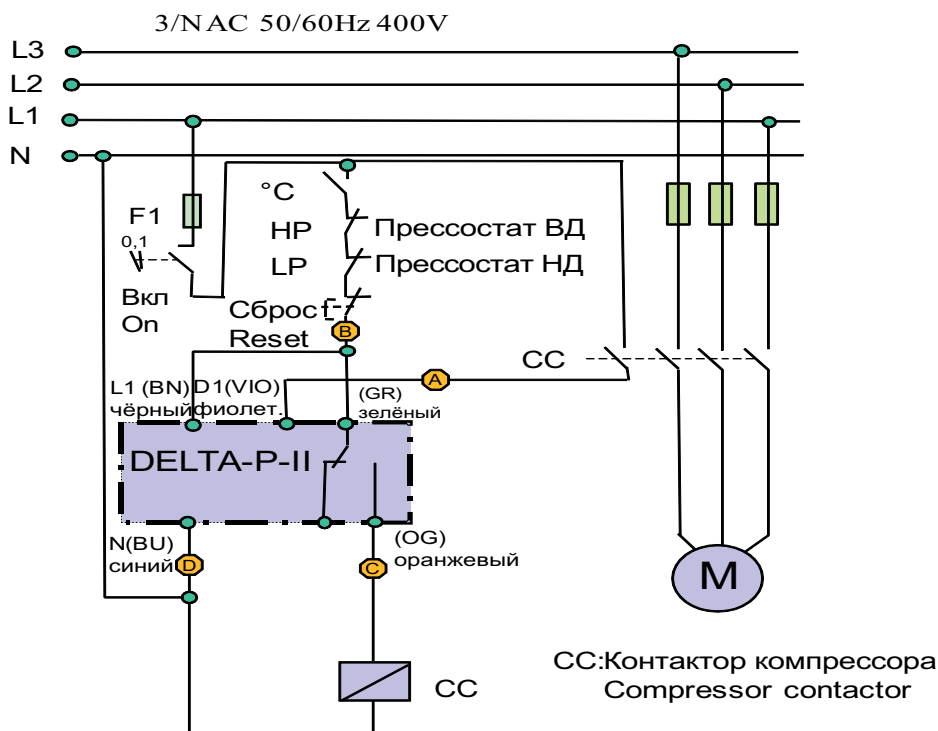 3/N AC 50/60Hz 400V
L3
L2
L1
N
°C
F1
HP
Прессостат ВД
0,1
LP
Прессостат НД
Вкл
On
Сброс
Reset
B
CC
A
L1 (BN)
чёрный
D1(VIO)
фиолет.
(GR)
зелёный
DELTA-P-II
N(BU)
синий
D
(OG)
оранжевый
C
M
CC
CC:Контактор компрессора
Compressor contactor